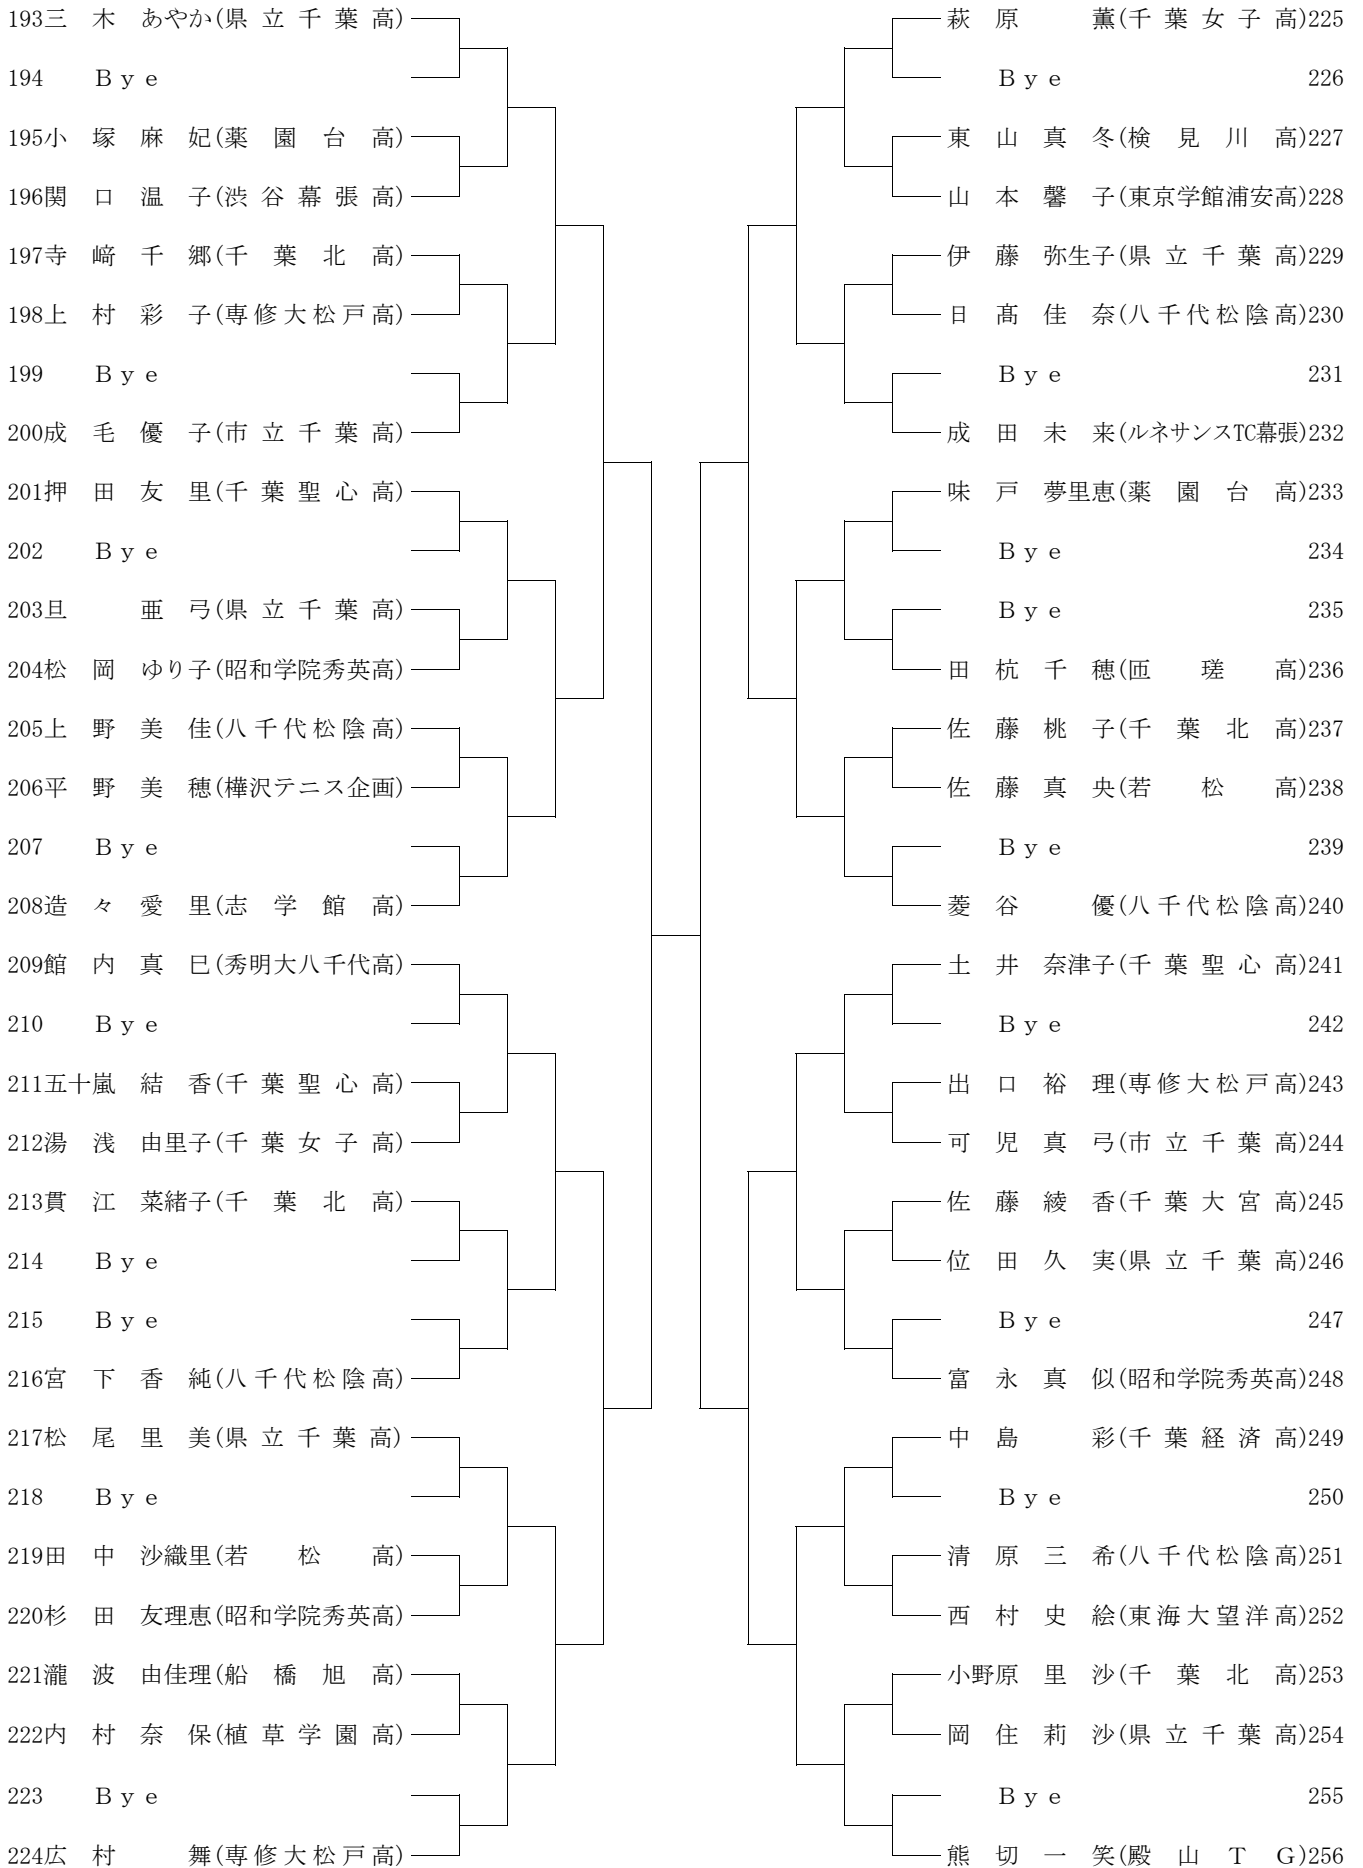 193三 木 あやか(県 立 千 葉 高)
194 Ｂｙｅ
195小 塚 麻 妃(薬 園 台 高)
196関 口 温 子(渋 谷 幕 張 高)
197寺 﨑 千 郷(千 葉 北 高)
198上 村 彩 子(専修大松戸高)
199 Ｂｙｅ
200成 毛 優 子(市 立 千 葉 高)
201押 田 友 里(千 葉 聖 心 高)
202 Ｂｙｅ
203旦 亜 弓(県 立 千 葉 高)
204松 岡 ゆり子(昭和学院秀英高)
205上 野 美 佳(八千代松陰高)
206平 野 美 穂(樺沢テニス企画)
207 Ｂｙｅ
208造 々 愛 里(志 学 館 高)
209館 内 真 巳(秀明大八千代高)
210 Ｂｙｅ
211五十嵐 結 香(千 葉 聖 心 高)
212湯 浅 由里子(千 葉 女 子 高)
213貫 江 菜緒子(千 葉 北 高)
214 Ｂｙｅ
215 Ｂｙｅ
216宮 下 香 純(八千代松陰高)
217松 尾 里 美(県 立 千 葉 高)
218 Ｂｙｅ
219田 中 沙織里(若 松 高)
220杉 田 友理恵(昭和学院秀英高)
221瀧 波 由佳理(船 橋 旭 高)
222内 村 奈 保(植 草 学 園 高)
223 Ｂｙｅ
224広 村 舞(専修大松戸高)
萩 原 薫(千 葉 女 子 高)225
Ｂｙｅ 226
東 山 真 冬(検 見 川 高)227
山 本 馨 子(東京学館浦安高)228
伊 藤 弥生子(県 立 千 葉 高)229
日 髙 佳 奈(八千代松陰高)230
Ｂｙｅ 231
成 田 未 来(ルネサンスTC幕張)232
味 戸 夢里恵(薬 園 台 高)233
Ｂｙｅ 234
Ｂｙｅ 235
田 杭 千 穂(匝 瑳 高)236
佐 藤 桃 子(千 葉 北 高)237
佐 藤 真 央(若 松 高)238
Ｂｙｅ 239
菱 谷 優(八千代松陰高)240
土 井 奈津子(千 葉 聖 心 高)241
Ｂｙｅ 242
出 口 裕 理(専修大松戸高)243
可 児 真 弓(市 立 千 葉 高)244
佐 藤 綾 香(千 葉 大 宮 高)245
位 田 久 実(県 立 千 葉 高)246
Ｂｙｅ 247
富 永 真 似(昭和学院秀英高)248
中 島 彩(千 葉 経 済 高)249
Ｂｙｅ 250
清 原 三 希(八千代松陰高)251
西 村 史 絵(東海大望洋高)252
小野原 里 沙(千 葉 北 高)253
岡 住 莉 沙(県 立 千 葉 高)254
Ｂｙｅ 255
熊 切 一 笑(殿 山 Ｔ Ｇ)256